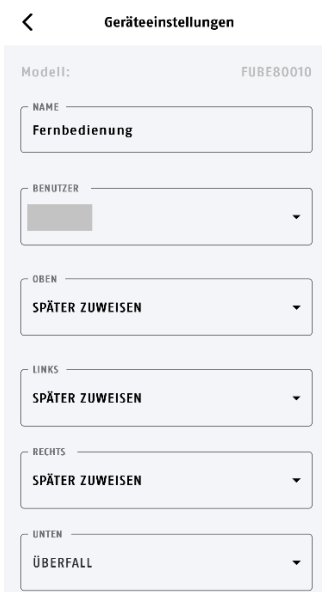 Geräteeinstellungen
Modell: FUBE80010
NAME
Fernbedienung
BENUTZER
OBEN
SPÄTER ZUWEISEN
LINKS
SPÄTER ZUWEISEN
RECHTS
SPÄTER ZUWEISEN
UNTEN
ÜBERFALL